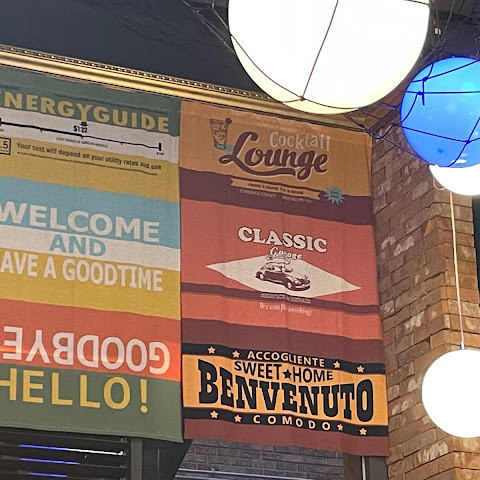 ENERGYGUIDE
$127
Your cost will depend on your utility rates and use
WELCOME
AND
AVE A GOODTIME
GOODBYE
HELLO!
Cocktail
Lounge
CLASSIC
Garage
We can fix anything!
ACCOGLIENTE
SWEET★HOME
BENVENUTO
COMODO